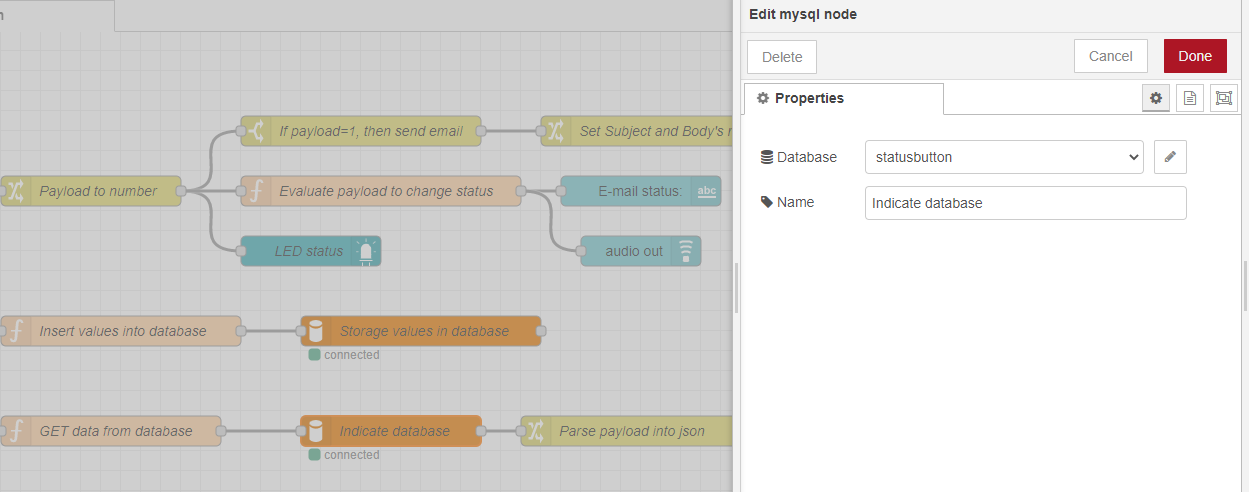 n
Edit mysql node
Delete
Cancel
Done
Properties
Database
statusbutton
Name
Indicate database
If payload=1, then send email
Set Subject and Body's
Payload to number
Evaluate payload to change status
E-mail status:
abc
LED status
audio out
Insert values into database
Storage values in database
connected
GET data from database
Indicate database
Parse payload into json
connected